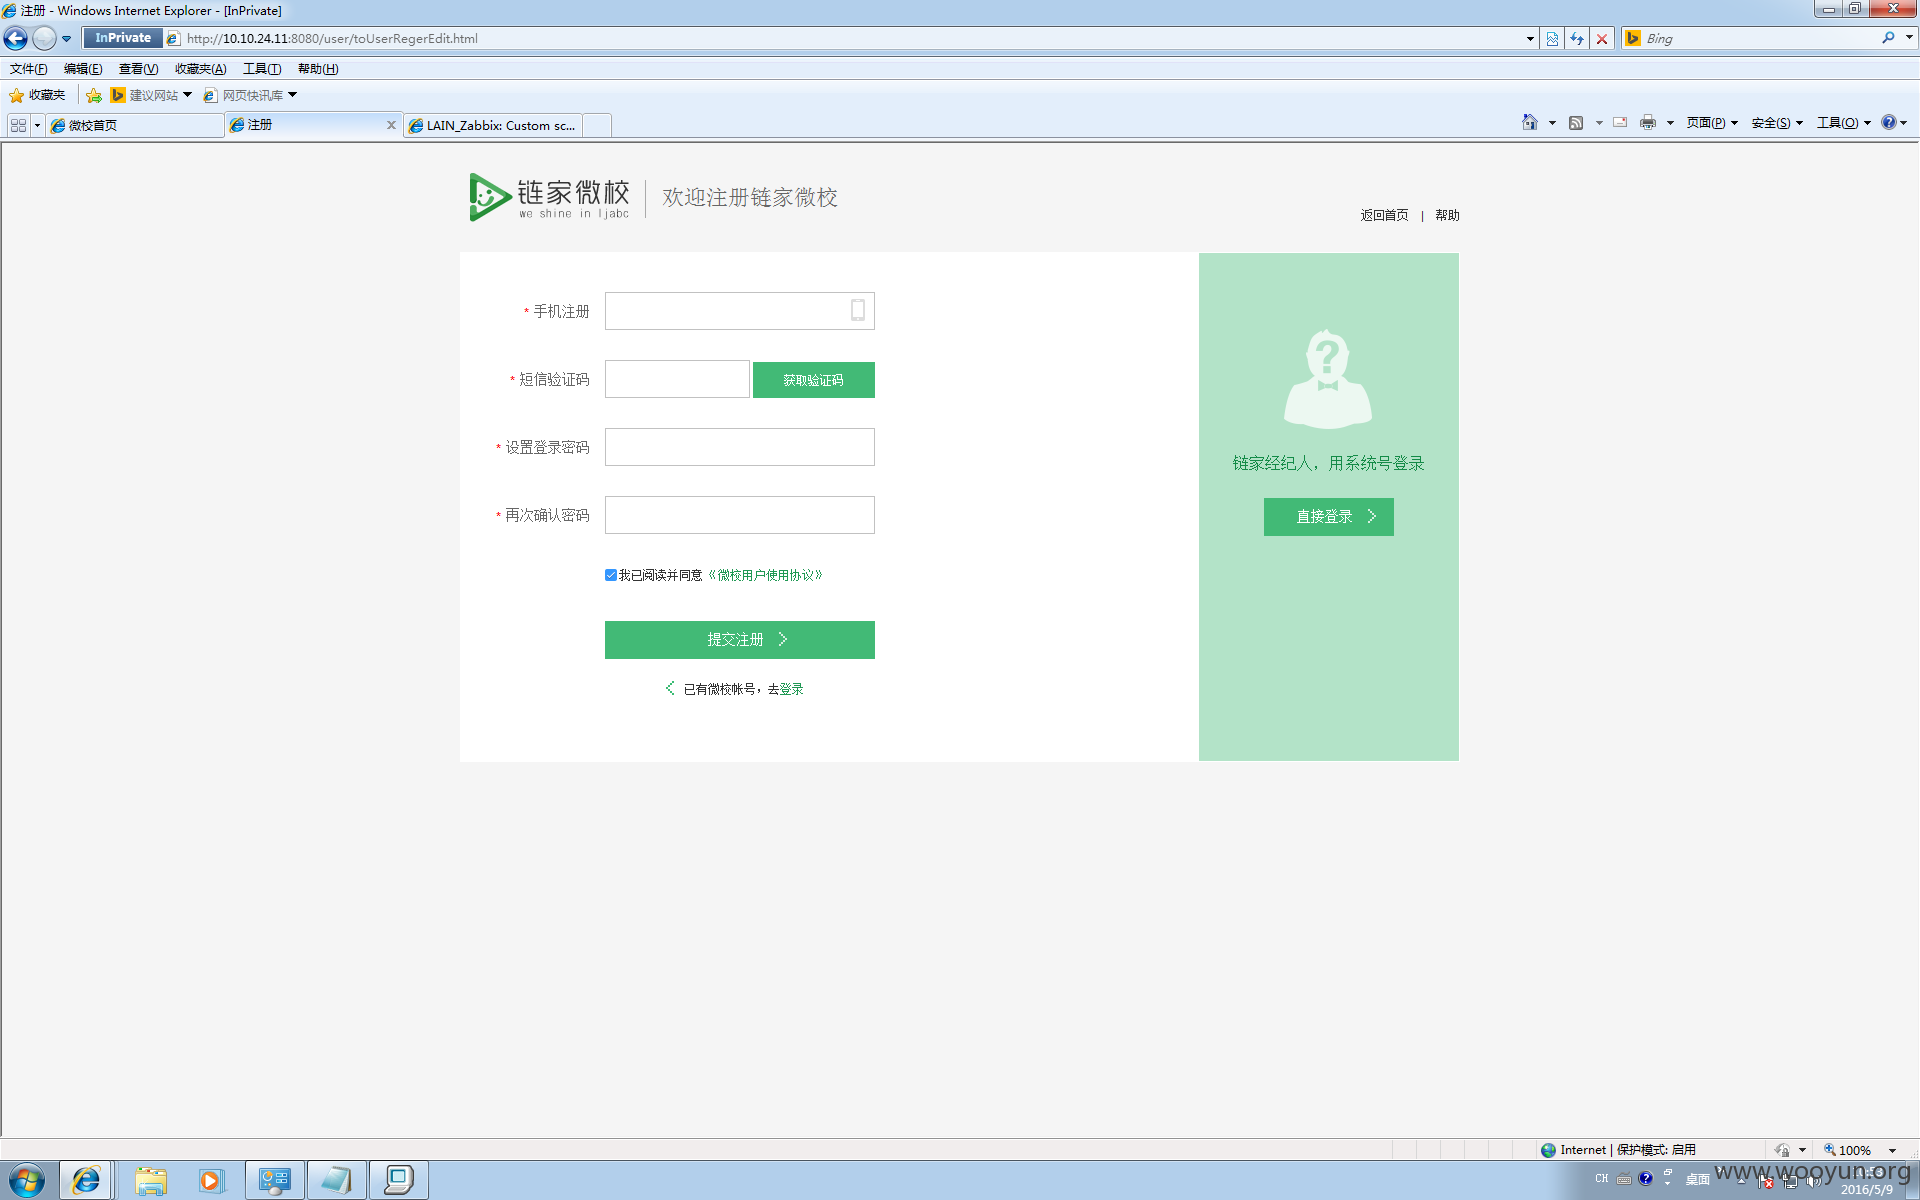 注册 - Windows Internet Explorer - [InPrivate]
InPrivate http://10.10.24.11:8080/user/toUserRegerEdit.html Bing
文件(F) 编辑(E) 查看(V) 收藏夹(A) 工具(T) 帮助(H)
收藏夹 建议网站 网页快讯库
微校首页 注册 LAIN_Zabbix: Custom sc... 页面(P) 安全(S) 工具(O)
链家微校 欢迎注册链家微校
we shine in ljabc
返回首页 | 帮助
* 手机注册
* 短信验证码 获取验证码
* 设置登录密码
* 再次确认密码
我已阅读并同意《微校用户使用协议》
提交注册
已有微校帐号，去登录
链家经纪人，用系统号登录
直接登录
Internet | 保护模式: 启用 100%
CH 桌面
www.wooyun.org
2016/5/9